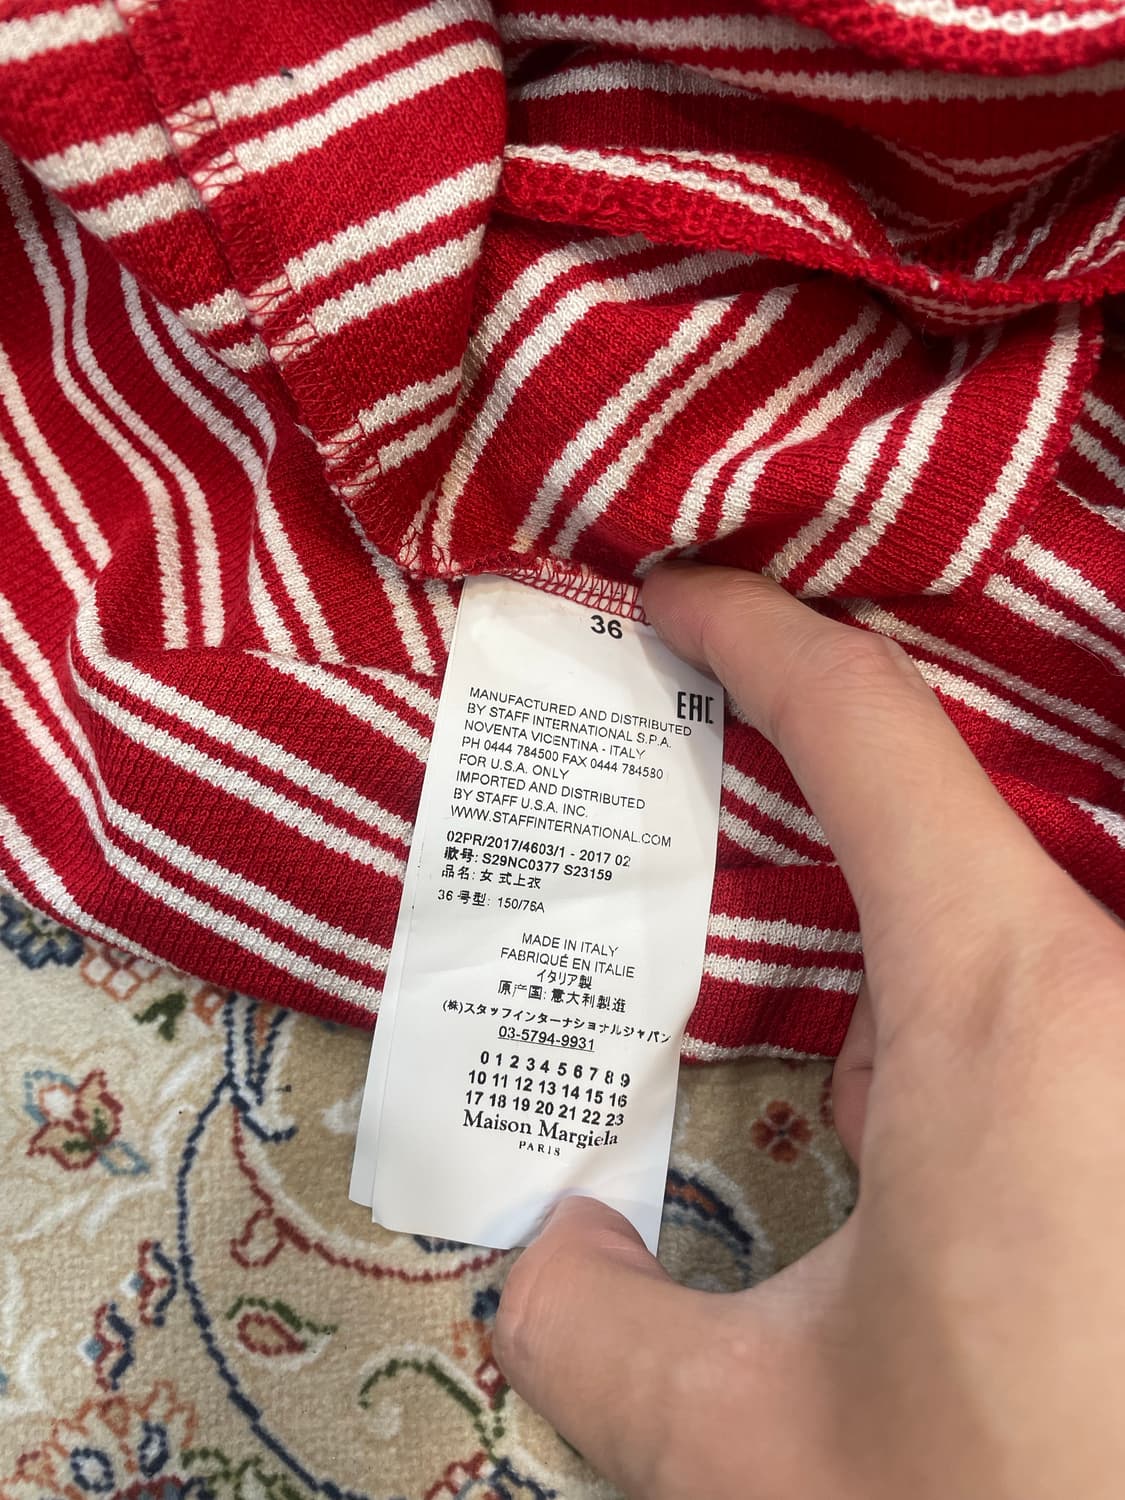 36
EAC
MANUFACTURED AND DISTRIBUTED
BY STAFF INTERNATIONAL S.P.A.
NOVENTA VICENTINA - ITALY
PH 0444 784500 FAX 0444 784580
FOR U.S.A. ONLY
IMPORTED AND DISTRIBUTED
BY STAFF U.S.A. INC.
WWW.STAFFINTERNATIONAL.COM
02PR/2017/4603/1 - 2017 02
款号: S29NC0377 S23159
品名: 女 式上衣
36 号型: 150/76A
MADE IN ITALY
FABRIQUÉ EN ITALIE
イタリア製
原产国: 意大利製造
(株)スタッフインターナショナルジャパン
03-5794-9931
0 1 2 3 4 5 6 7 8 9
10 11 12 13 14 15 16
17 18 19 20 21 22 23
Maison Margiela
PARIS